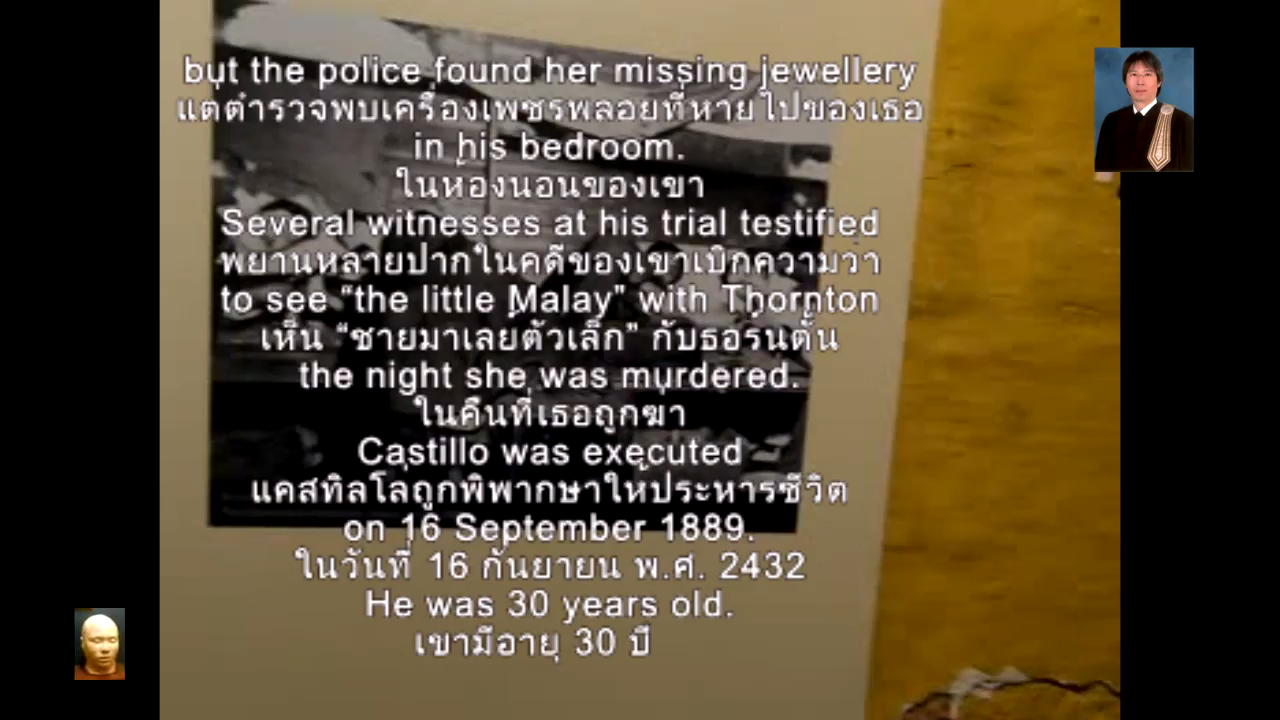 but the police found her missing jewellery
แต่ตำรวจพบเครื่องเพชรพลอยที่หายไปของเธอ
in his bedroom.
ในห้องนอนของเขา
Several witnesses at his trial testified
พยานหลายปากในคดีของเขาเบิกความว่า
to see “the little Malay” with Thornton
เห็น “ชายมาเลย์ตัวเล็ก” กับธอร์นตั้น
the night she was murdered.
ในคืนที่เธอถูกฆ่า
Castillo was executed
แคสทิลโล่ถูกพิพากษาให้ประหารชีวิต
on 16 September 1889.
ในวันที่ 16 กันยายน พ.ศ. 2432
He was 30 years old.
เขามีอายุ 30 ปี